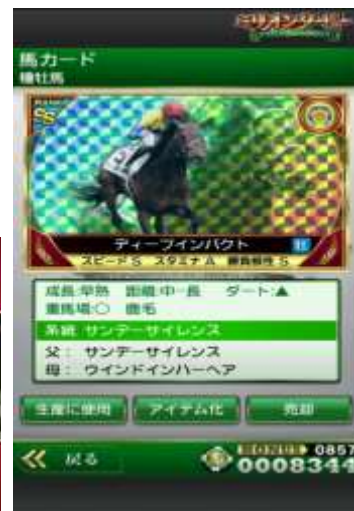 馬カード
種牡馬
SS
ディープインパクト 牡
スピード S スタミナ A 勝負根性 S
成長:早熟 距離:中-長 ダート:▲
重馬場:○ 鹿毛
系統 サンデーサイレンス
父: サンデーサイレンス
母: ウインドインハーヘア
生産に使用 アイテム化 売却
戻る
BONUS 0857
0008344